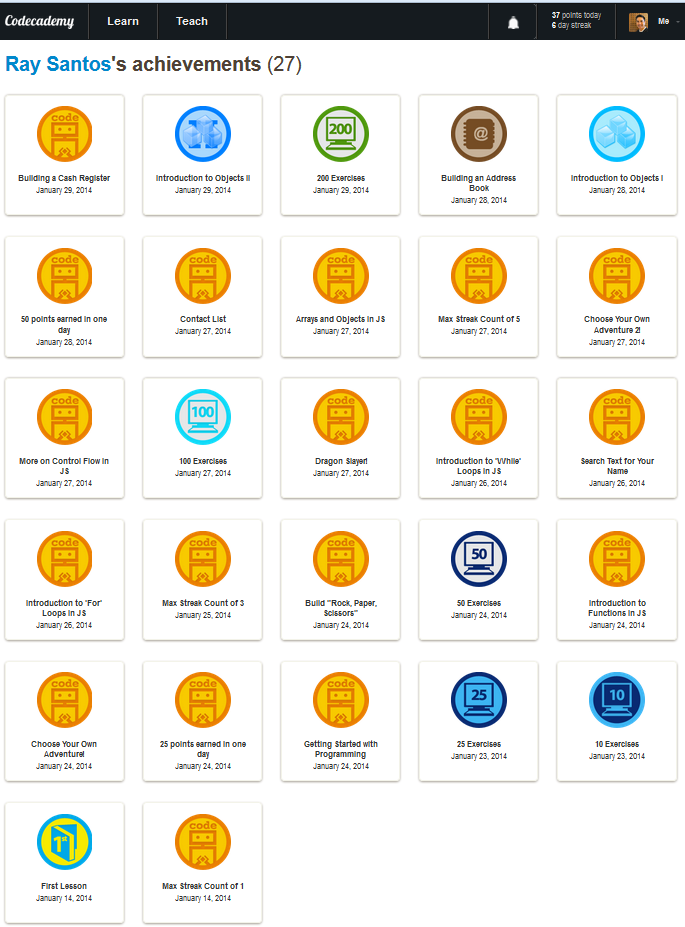 Codecademy
Learn
Teach
37 points today
6 day streak
Me
Ray Santos's achievements (27)
code
200
@
Building a Cash Register
January 29, 2014
Introduction to Objects II
January 29, 2014
200 Exercises
January 29, 2014
Building an Address
Book
January 28, 2014
Introduction to Objects I
January 28, 2014
code
code
code
code
code
50 points earned in one
day
January 28, 2014
Contact List
January 27, 2014
Arrays and Objects in JS
January 27, 2014
Max Streak Count of 5
January 27, 2014
Choose Your Own
Adventure 2!
January 27, 2014
code
100
code
code
code
More on Control Flow in
JS
January 27, 2014
100 Exercises
January 27, 2014
Dragon Slayer!
January 27, 2014
Introduction to 'While'
Loops in JS
January 26, 2014
Search Text for Your
Name
January 26, 2014
code
code
code
50
code
Introduction to 'For'
Loops in JS
January 26, 2014
Max Streak Count of 3
January 25, 2014
Build "Rock, Paper,
Scissors"
January 24, 2014
50 Exercises
January 24, 2014
Introduction to
Functions in JS
January 24, 2014
code
code
code
25
10
Choose Your Own
Adventure!
January 24, 2014
25 points earned in one
day
January 24, 2014
Getting Started with
Programming
January 24, 2014
25 Exercises
January 23, 2014
10 Exercises
January 23, 2014
1st
code
First Lesson
January 14, 2014
Max Streak Count of 1
January 14, 2014